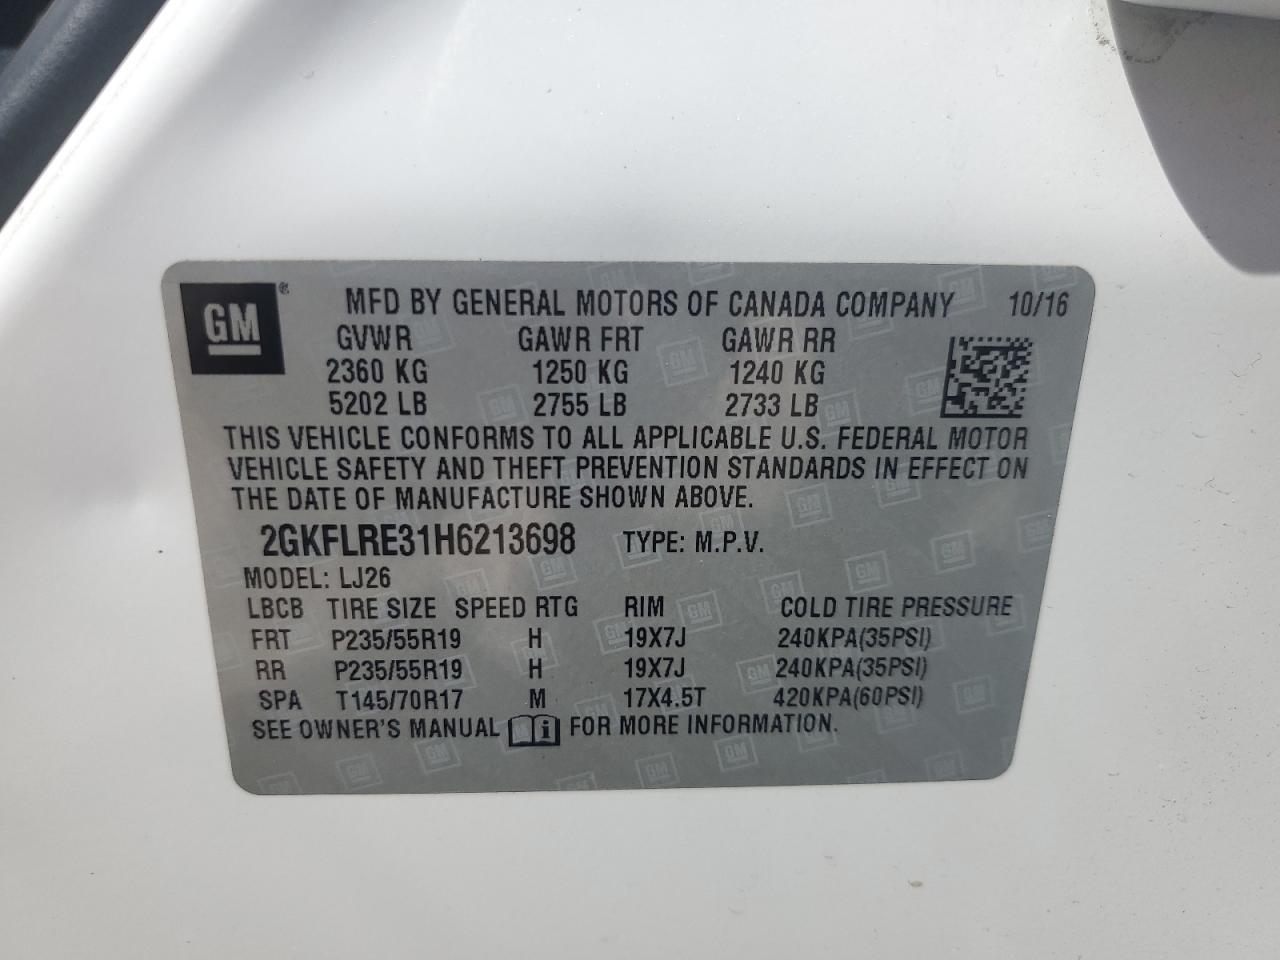 GM ® MFD BY GENERAL MOTORS OF CANADA COMPANY 10/16
GVWR GAWR FRT GAWR RR
2360 KG 1250 KG 1240 KG
5202 LB 2755 LB 2733 LB
THIS VEHICLE CONFORMS TO ALL APPLICABLE U.S. FEDERAL MOTOR
VEHICLE SAFETY AND THEFT PREVENTION STANDARDS IN EFFECT ON
THE DATE OF MANUFACTURE SHOWN ABOVE.
2GKFLRE31H6213698 TYPE: M.P.V.
MODEL: LJ26
LBCB TIRE SIZE SPEED RTG RIM COLD TIRE PRESSURE
FRT P235/55R19 H 19X7J 240KPA(35PSI)
RR P235/55R19 H 19X7J 240KPA(35PSI)
SPA T145/70R17 M 17X4.5T 420KPA(60PSI)
SEE OWNER'S MANUAL i FOR MORE INFORMATION.